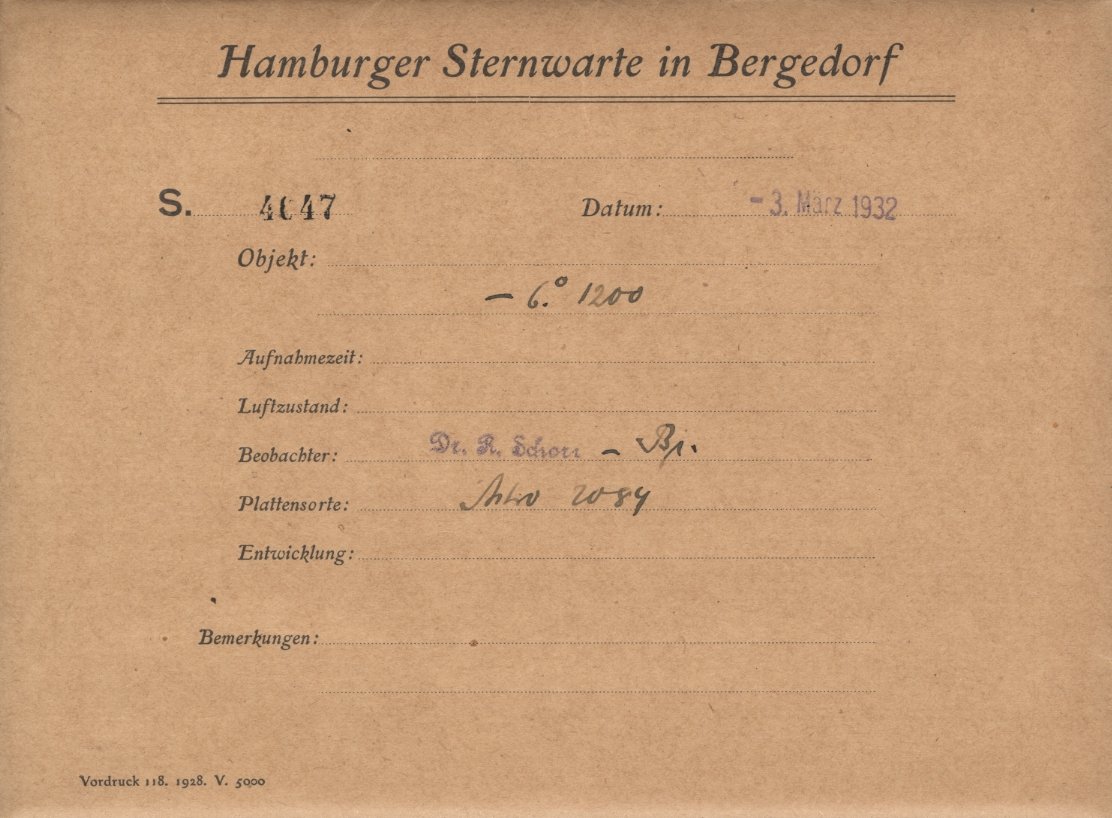 Hamburger Sternwarte in Bergedorf
S. 4047 Datum: - 3. März 1932
Objekt:
- 6.° 1200
Aufnahmezeit:
Luftzustand:
Beobachter: Dr. R. Schorr -
Plattensorte: 2084
Entwicklung:
Bemerkungen:
Vordruck 118. 1928. V. 5000